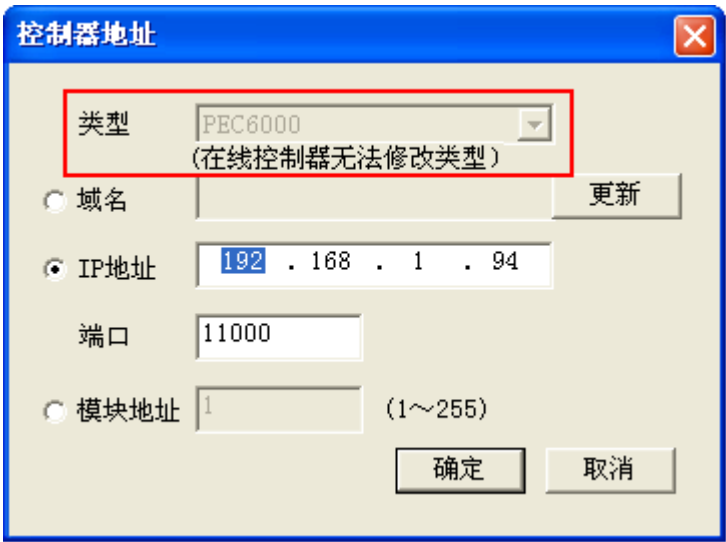 控制器地址
类型 PEC6000
(在线控制器无法修改类型)
域名 更新
IP地址 192 . 168 . 1 . 94
端口 11000
模块地址 1 (1～255)
确定 取消